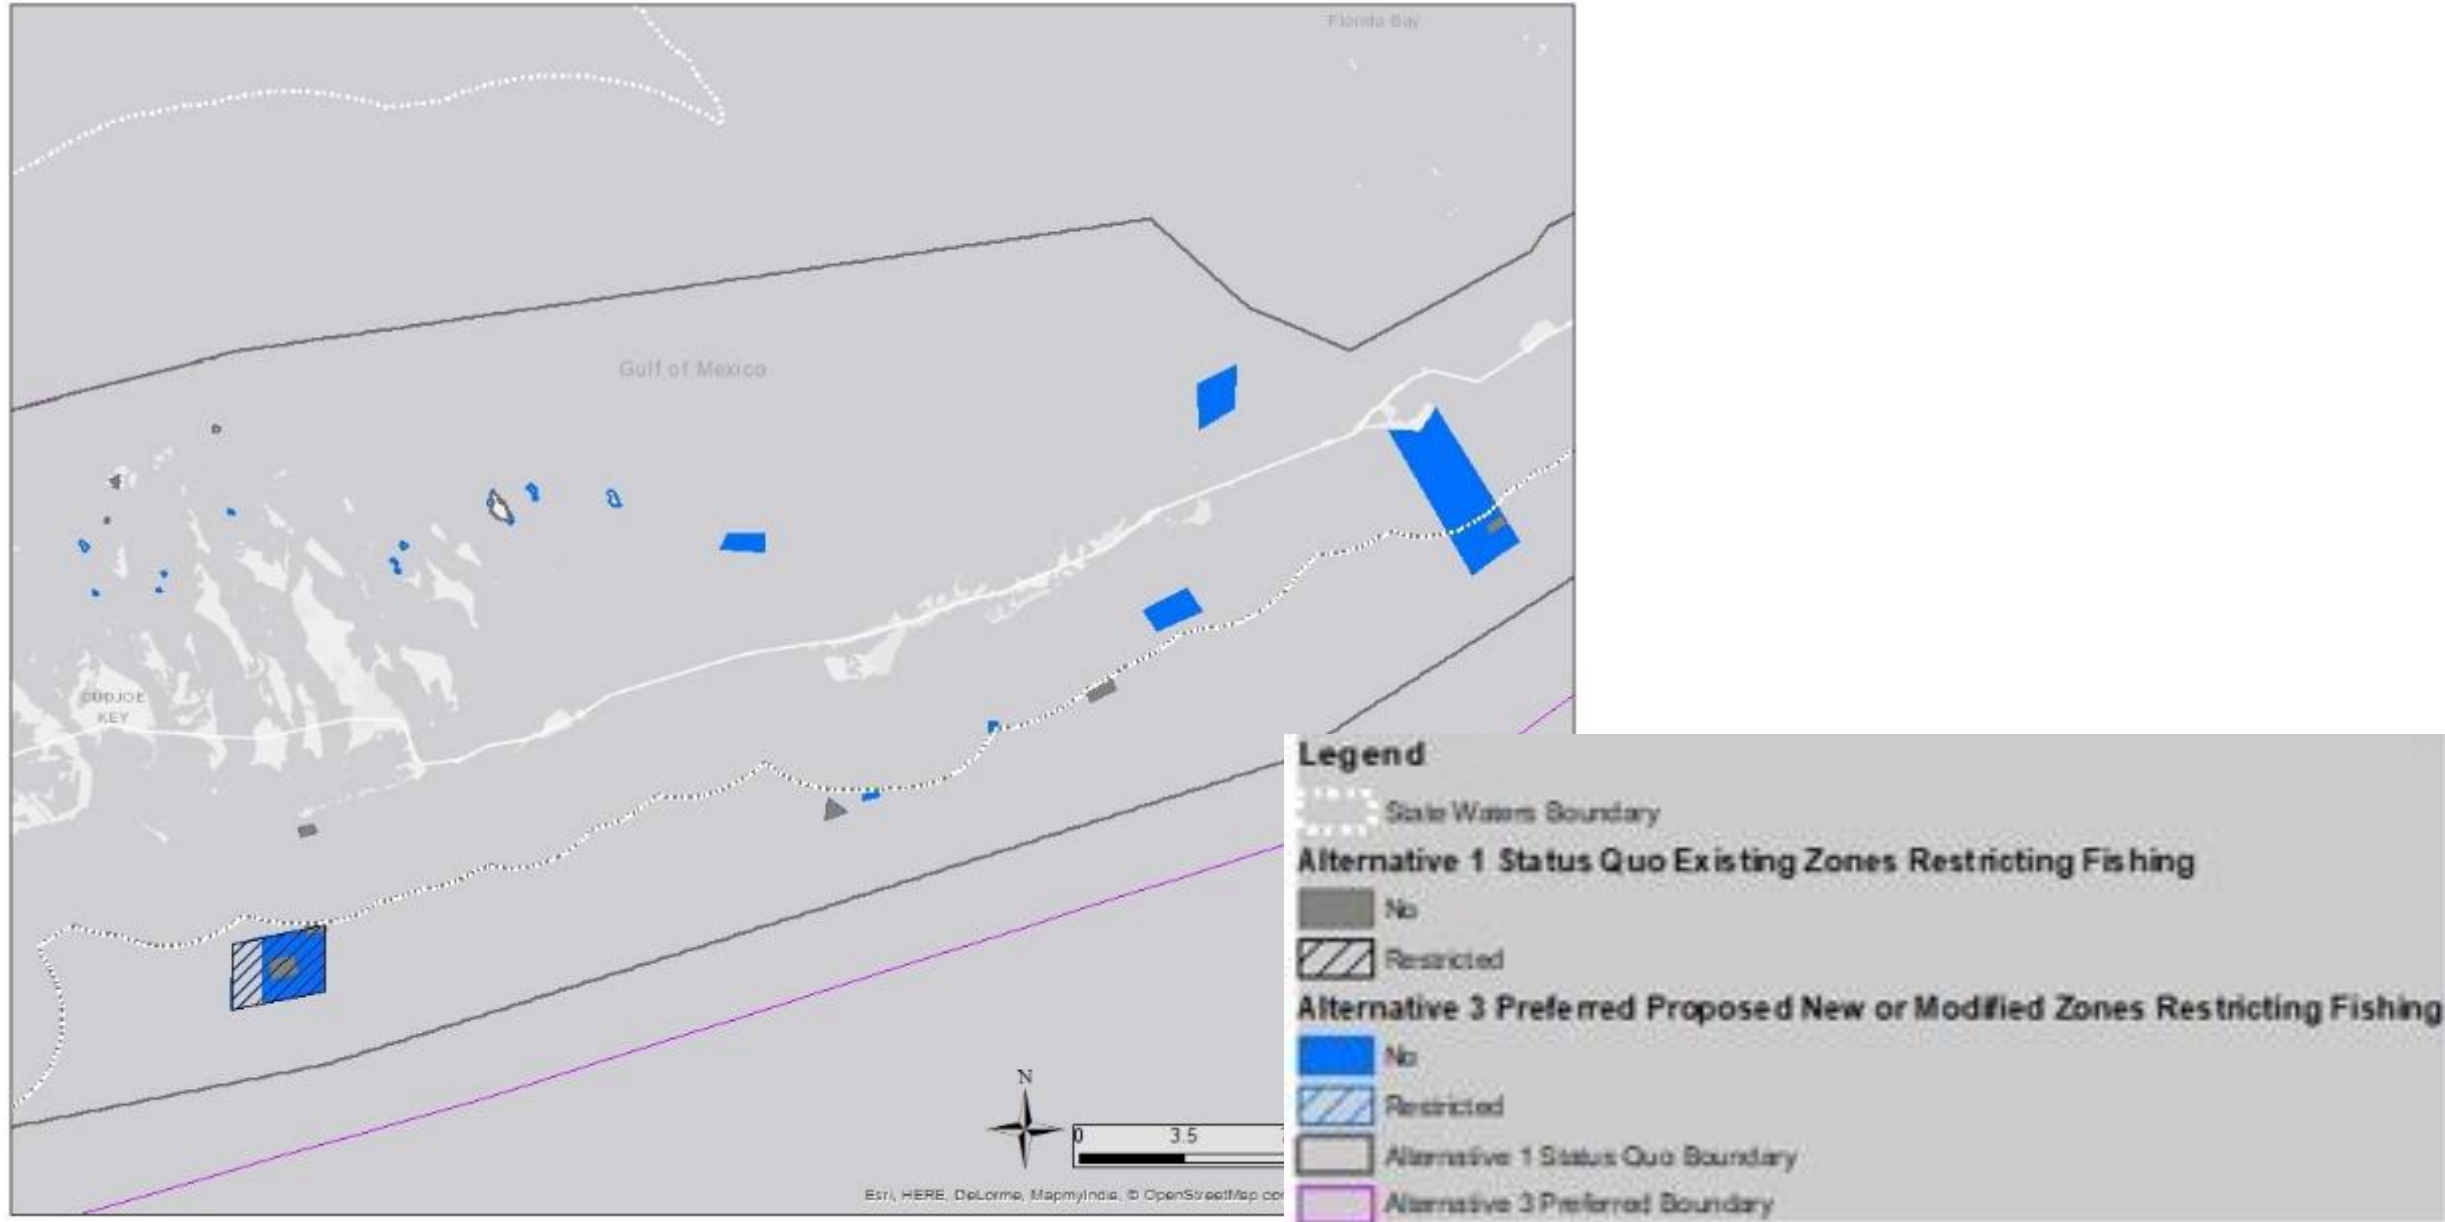 Florida Bay
Gulf of Mexico
CUDJOE
KEY
N
0 3.5
Esri, HERE, DeLorme, MapmyIndia, © OpenStreetMap con
Legend
State Waters Boundary
Alternative 1 Status Quo Existing Zones Restricting Fishing
No
Restricted
Alternative 3 Preferred Proposed New or Modified Zones Restricting Fishing
No
Restricted
Alternative 1 Status Quo Boundary
Alternative 3 Preferred Boundary